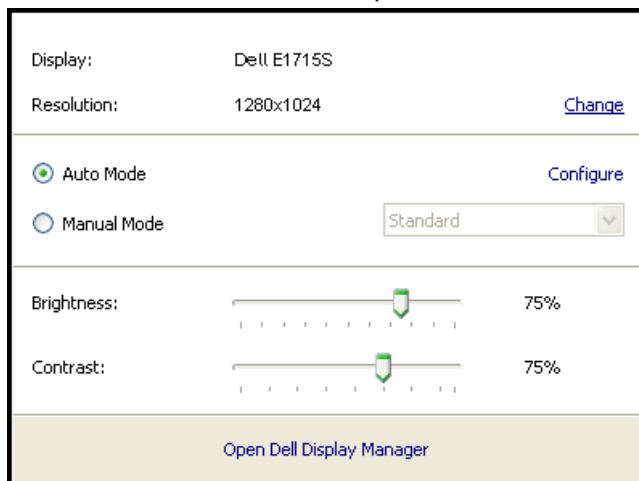 Display: Dell E1715S
Resolution: 1280x1024 Change
Auto Mode Configure
Manual Mode Standard
Brightness: 75%
Contrast: 75%
Open Dell Display Manager